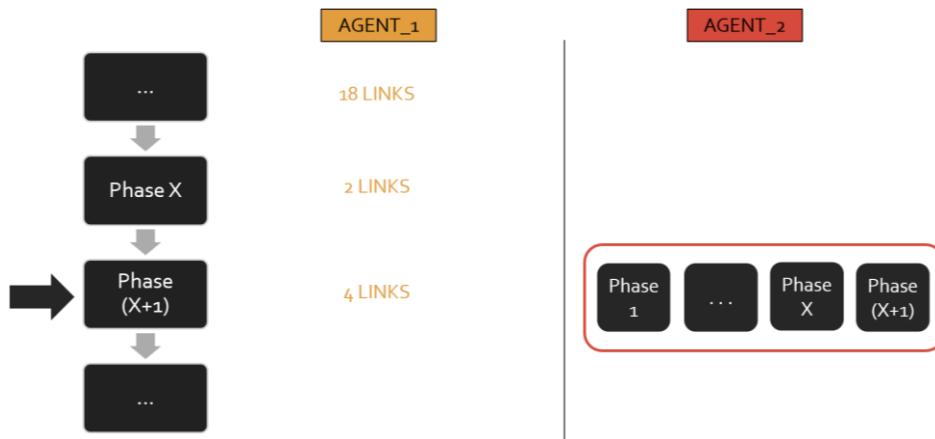 AGENT_1
AGENT_2
...
18 LINKS
Phase X
2 LINKS
Phase
(X+1)
4 LINKS
Phase
1
...
Phase
X
Phase
(X+1)
...